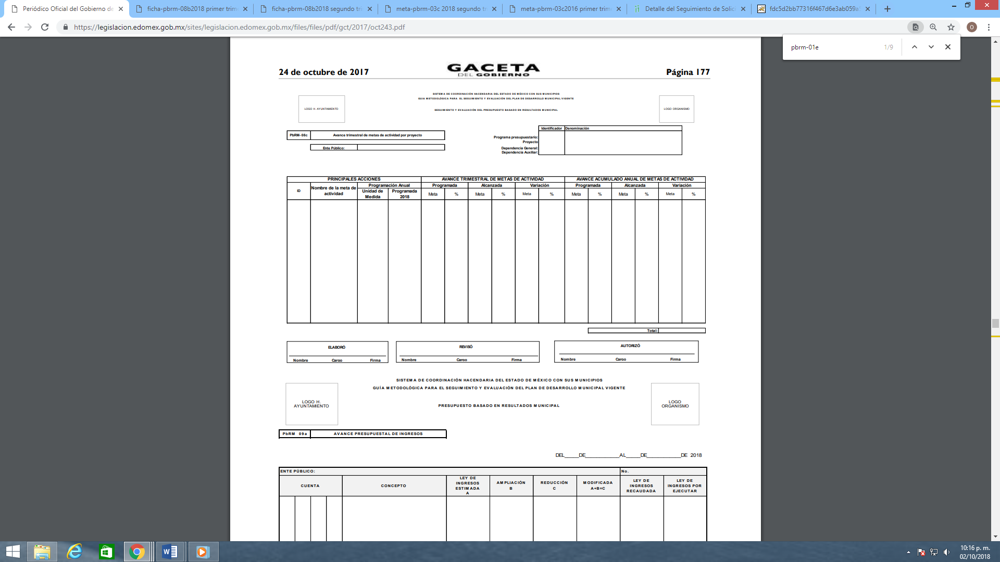 Periódico Oficial del Gobierno de
ficha-pbrm-08b2018 primer trim
ficha-pbrm-08b2018 segundo tri
meta-pbrm-03c 2018 segundo tr
meta-pbrm-03c2016 primer trim
Detalle del Seguimiento de Solic
fdc5d2bb77316f467d6e3ab059a
https://legislacion.edomex.gob.mx/sites/legislacion.edomex.gob.mx/files/files/pdf/gct/2017/oct243.pdf
O
pbrm-01e 1/9
24 de octubre de 2017
GACETA
DEL GOBIERNO
Página 177
SISTEMA DE COORDINACIÓN HACENDARIA DEL ESTADO DE MÉXICO CON SUS MUNICIPIOS
GUIA METODOLÓGICA PARA EL SEGUIMIENTO Y EVALUACIÓN DEL PLAN DE DESARROLLO MUNICIPAL VIGENTE
SEGUIMIENTO Y EVALUACIÓN DEL PRESUPUESTO BASADO EN RESULTADOS MUNICIPAL
LOGO H. AYUNTAMIENTO
LOGO ORGANISMO
PbRM-08c Avance trimestral de metas de actividad por proyecto
Ente Público:
Identificador Denominación
Programa presupuestario:
Proyecto
Dependencia General:
Dependencia Auxiliar:
PRINCIPALES ACCIONES AVANCE TRIMESTRAL DE METAS DE ACTIVIDAD AVANCE ACUMULADO ANUAL DE METAS DE ACTIVIDAD
ID Nombre de la meta de actividad Programación Anual Programada Alcanzada Variación Programada Alcanzada Variación
Unidad de Medida Programada 2018 Meta % Meta % Meta % Meta % Meta % Meta %
Total:
ELABORÓ
Nombre Cargo Firma
REVISÓ
Nombre Cargo Firma
AUTORIZÓ
Nombre Cargo Firma
SISTEMA DE COORDINACIÓN HACENDARIA DEL ESTADO DE MÉXICO CON SUS MUNICIPIOS
GUÍA METODOLÓGICA PARA EL SEGUIMIENTO Y EVALUACIÓN DEL PLAN DE DESARROLLO MUNICIPAL VIGENTE
PRESUPUESTO BASADO EN RESULTADOS MUNICIPAL
LOGO H.
AYUNTAMIENTO
LOGO
ORGANISMO
PbRM 09a AVANCE PRESUPUESTAL DE INGRESOS
DEL_____DE____________AL_____DE____________DE 2018
ENTE PÚBLICO: No.
CUENTA CONCEPTO LEY DE INGRESOS ESTIMADA A AMPLIACIÓN B REDUCCIÓN C MODIFICADA A+B=C LEY DE INGRESOS RECAUDADA LEY DE INGRESOS POR EJECUTAR
10:16 p. m.
02/10/2018